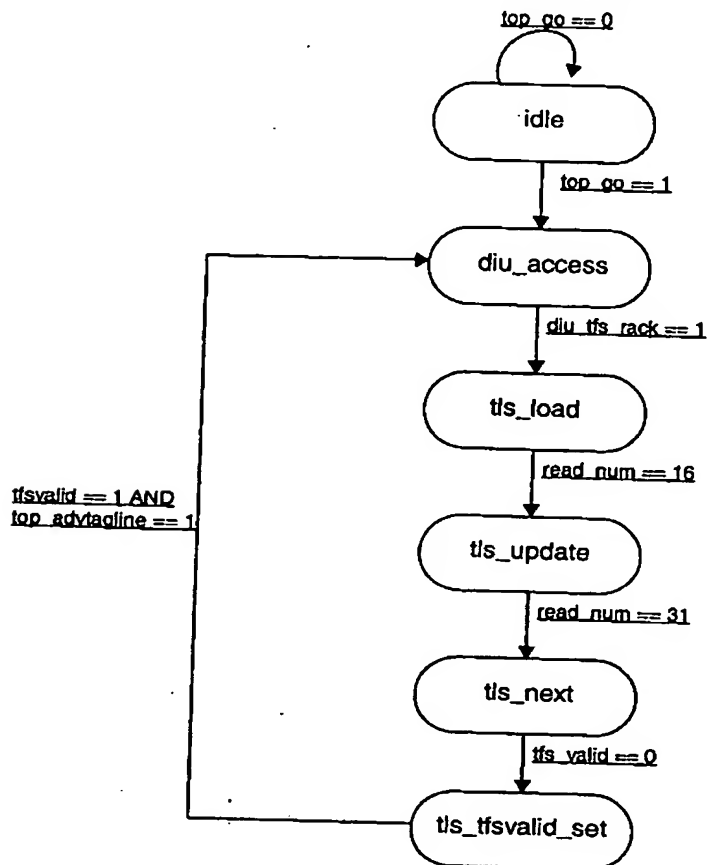 top_go == 0
idle
top_go == 1
diu_access
diu_tfs_rack == 1
tls_load
read_num == 16
tfsvalid == 1 AND
top_advtagline == 1
tls_update
read_num == 31
tls_next
tfs_valid == 0
tls_tfsvalid_set